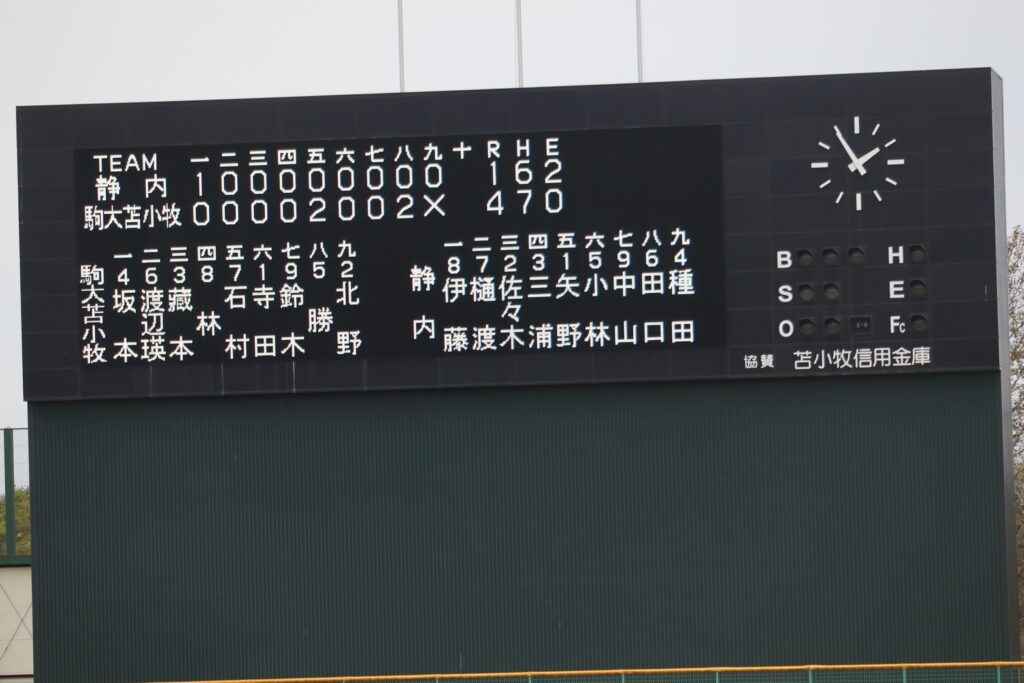 TEAM 一 二 三 四 五 六 七 八 九 十 R H E
静内 1 0 0 0 0 0 0 0 0 1 6 2
駒大苫小牧 0 0 0 0 2 0 0 2 X 4 7 0
駒大苫小牧
一 4 坂本
二 6 渡辺瑛
三 3 藏本
四 8 林
五 7 石村
六 1 寺田
七 9 鈴木
八 5 勝
九 2 北野
静内
一 8 伊藤
二 7 樋渡
三 2 佐々木
四 3 三浦
五 1 矢野
六 5 小林
七 9 中山
八 6 田口
九 4 種田
B H
S E
O Fc
協賛 苫小牧信用金庫